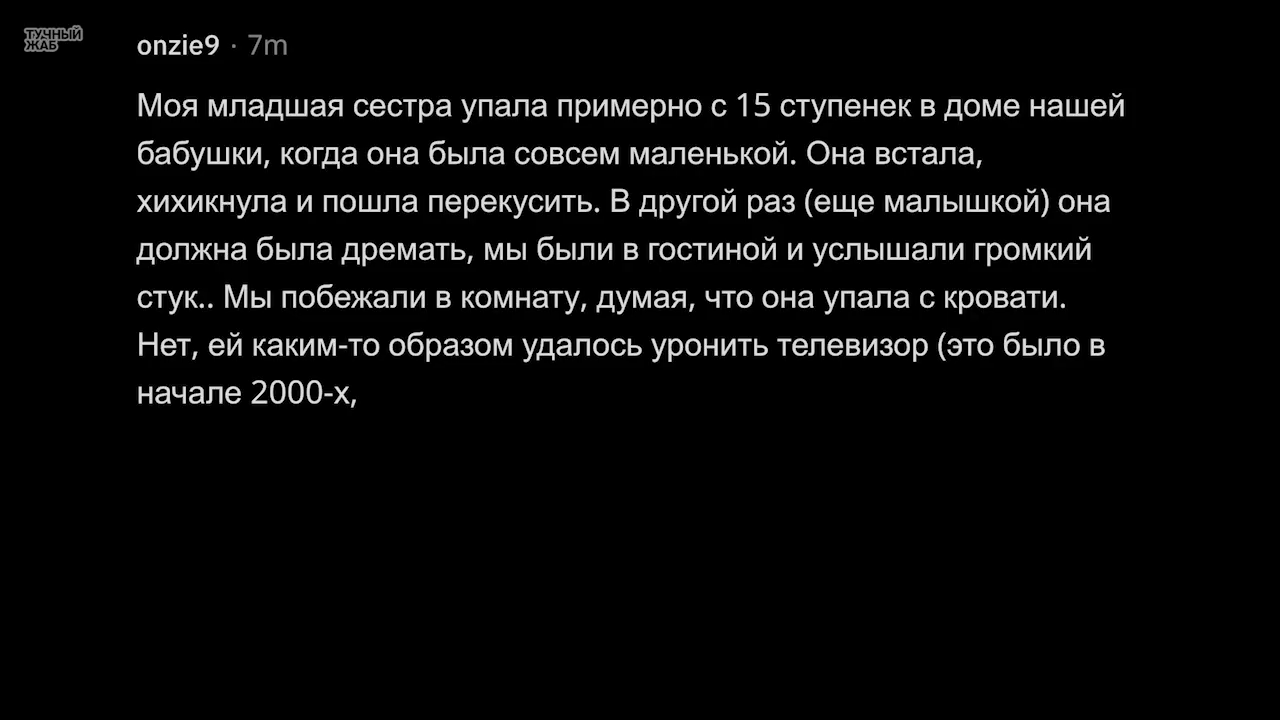 ТУЧНЫЙ
ЖАБ
onzie9 · 7m
Моя младшая сестра упала примерно с 15 ступенек в доме нашей
бабушки, когда она была совсем маленькой. Она встала,
хихикнула и пошла перекусить. В другой раз (еще малышкой) она
должна была дремать, мы были в гостиной и услышали громкий
стук.. Мы побежали в комнату, думая, что она упала с кровати.
Нет, ей каким-то образом удалось уронить телевизор (это было в
начале 2000-х,